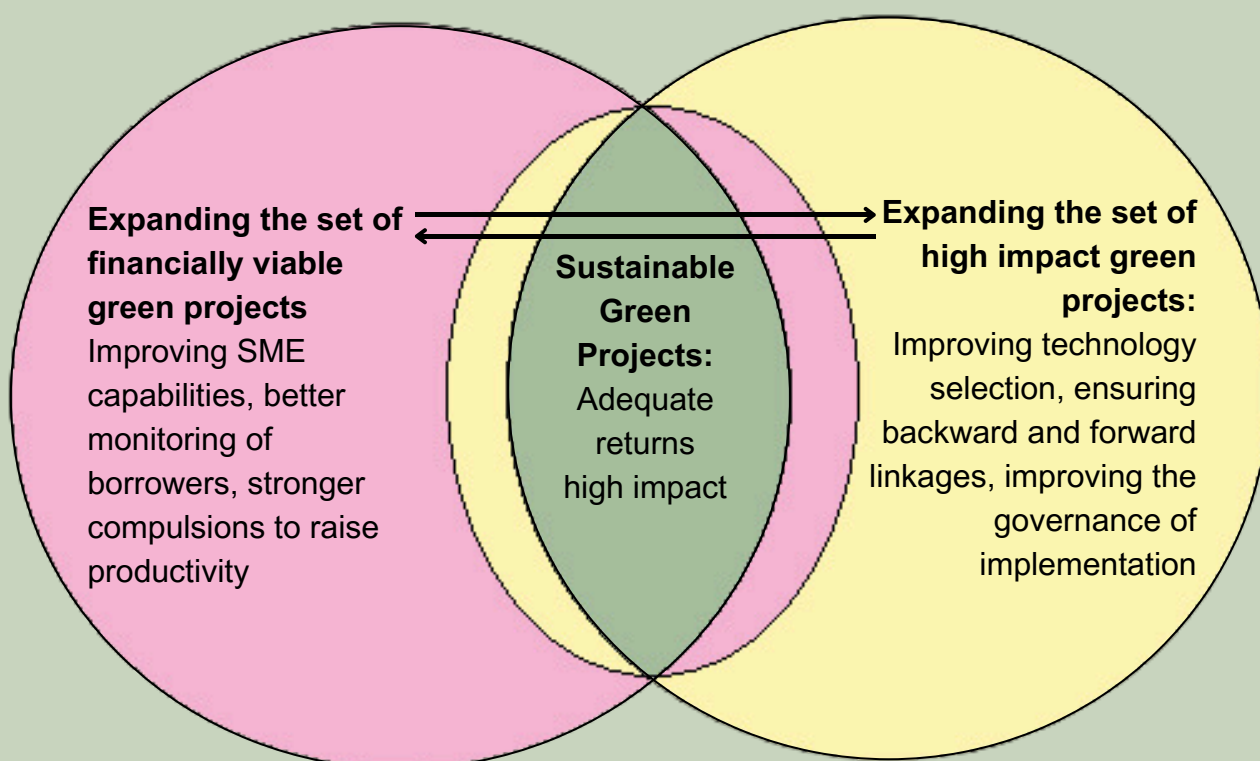 Expanding the set of
financially viable
green projects
Improving SME
capabilities, better
monitoring of
borrowers, stronger
compulsions to raise
productivity
Sustainable
Green
Projects:
Adequate
returns
high impact
Expanding the set of
high impact green
projects:
Improving technology
selection, ensuring
backward and forward
linkages, improving the
governance of
implementation